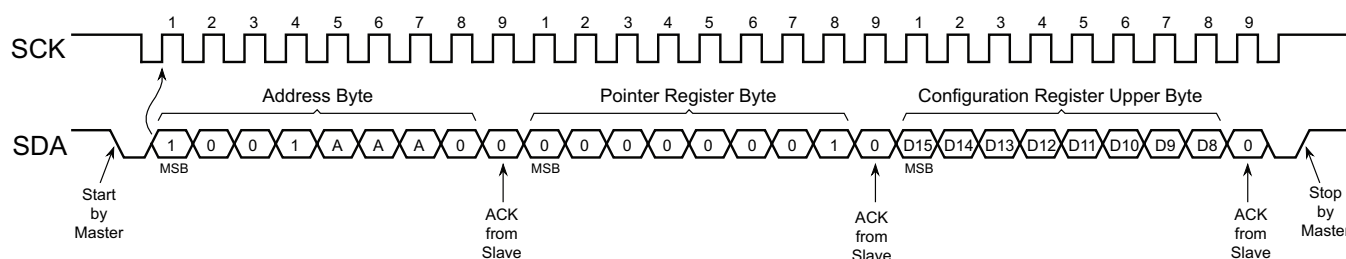 1 2 3 4 5 6 7 8 9 1 2 3 4 5 6 7 8 9 1 2 3 4 5 6 7 8 9
SCK
Address Byte Pointer Register Byte Configuration Register Upper Byte
SDA 1 0 0 1 A A A 0 0 0 0 0 0 0 0 0 1 0 D15 D14 D13 D12 D11 D10 D9 D8 0
MSB MSB MSB
Start
by
Master
ACK
from
Slave
ACK
from
Slave
ACK
from
Slave
Stop
by
Master